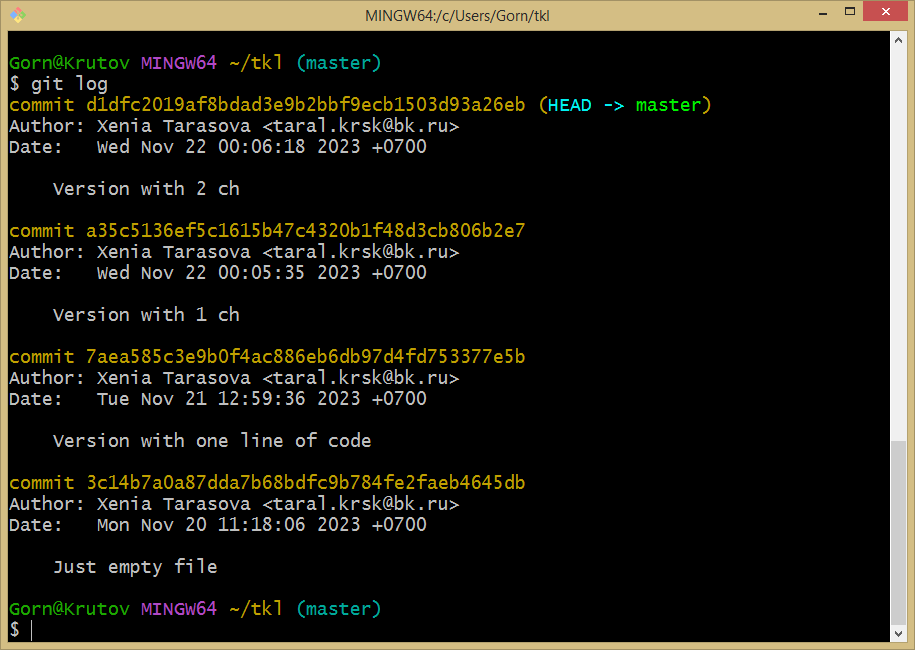 MINGW64:/c/Users/Gorn/tkl
Gorn@Krutov MINGW64 ~/tkl (master)
$ git log
commit d1dfc2019af8bdad3e9b2bbf9ecb1503d93a26eb (HEAD -> master)
Author: Xenia Tarasova <taral.krsk@bk.ru>
Date:   Wed Nov 22 00:06:18 2023 +0700
    Version with 2 ch
commit a35c5136ef5c1615b47c4320b1f48d3cb806b2e7
Author: Xenia Tarasova <taral.krsk@bk.ru>
Date:   Wed Nov 22 00:05:35 2023 +0700
    Version with 1 ch
commit 7aea585c3e9b0f4ac886eb6db97d4fd753377e5b
Author: Xenia Tarasova <taral.krsk@bk.ru>
Date:   Tue Nov 21 12:59:36 2023 +0700
    Version with one line of code
commit 3c14b7a0a87dda7b68bdfc9b784fe2faeb4645db
Author: Xenia Tarasova <taral.krsk@bk.ru>
Date:   Mon Nov 20 11:18:06 2023 +0700
    Just empty file
Gorn@Krutov MINGW64 ~/tkl (master)
$